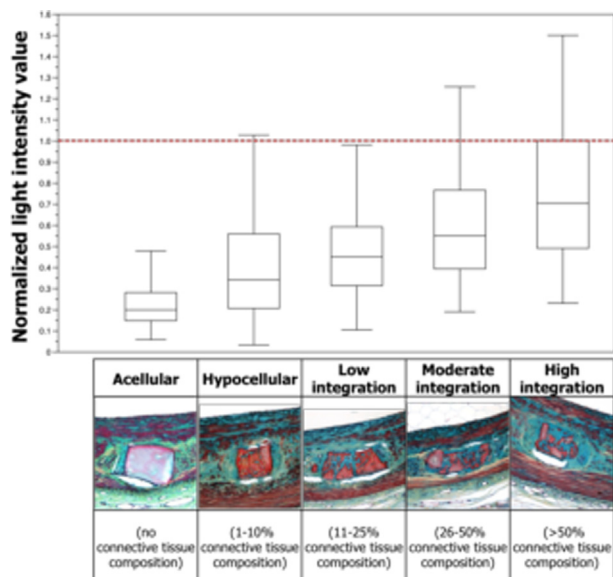 Normalized light intensity value
1.6
1.5
1.4
1.3
1.2
1.1
1.0
0.9
0.8
0.7
0.6
0.5
0.4
0.3
0.2
0.1
0
Acellular
Hypocellular
Low
integration
Moderate
integration
High
integration
(no
connective tissue
composition)
(1-10%
connective tissue
composition)
(11-25%
connective tissue
composition)
(26-50%
connective tissue
composition)
(>50%
connective tissue
composition)